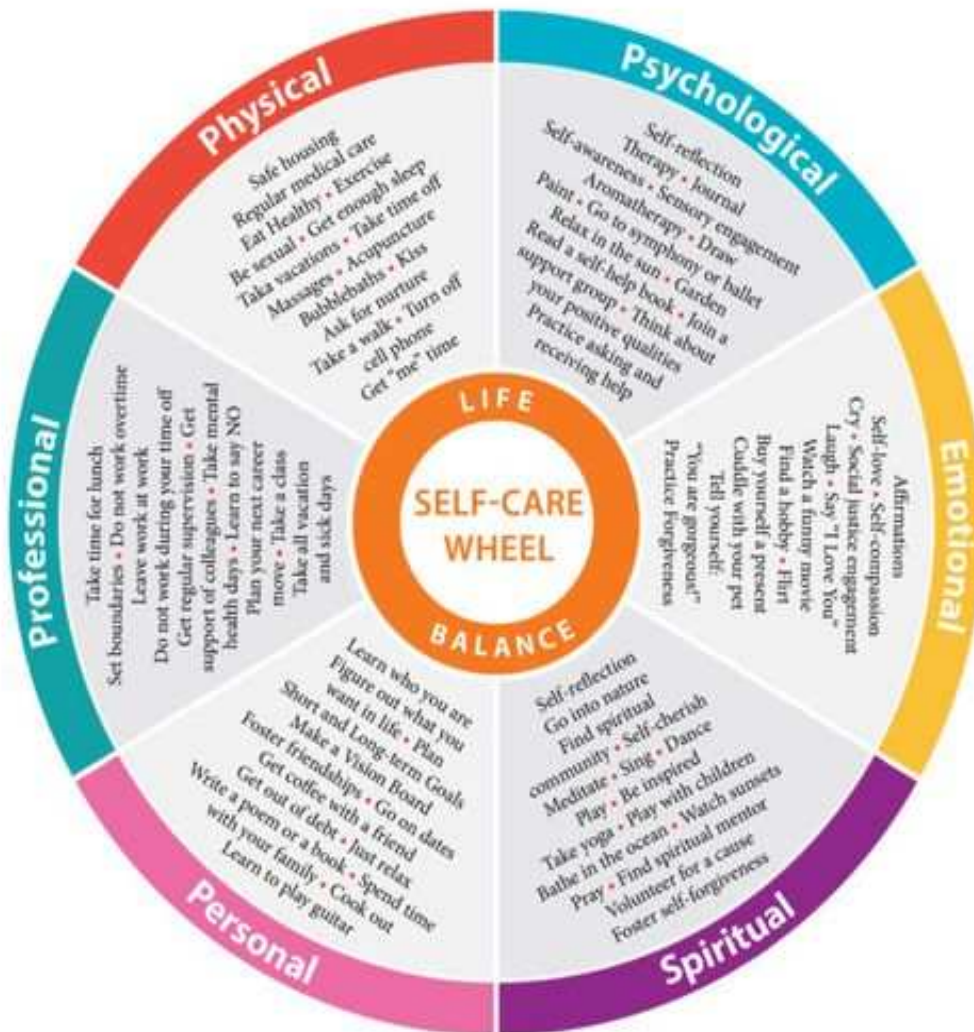 Physical
Safe housing
Regular medical care
Eat Healthy • Exercise
Be sexual • Get enough sleep
Taka vacations • Take time off
Massages • Acupuncture
Bubblebaths • Kiss
Ask for nurture
Take a walk • Turn off
cell phone
Get "me" time
Psychological
Self-reflection
Therapy • Journal
Self-awareness • Sensory engagement
Aromatherapy • Draw
Paint • Go to symphony or ballet
Relax in the sun • Garden
Read a self-help book • Join a
support group • Think about
your positive qualities
Practice asking and
receiving help
Emotional
Affirmations
Self-love • Self-compassion
Cry • Social justice engagement
Laugh • Say "I Love You"
Watch a funny movie
Find a hobby • Flirt
Buy yourself a present
Cuddle with your pet
Tell yourself:
"You are gorgeous!"
Practice Forgiveness
Spiritual
Self-reflection
Go into nature
Find spiritual
community • Self-cherish
Meditate • Sing • Dance
Play • Be inspired
Take yoga • Play with children
Bathe in the ocean • Watch sunsets
Pray • Find spiritual mentor
Volunteer for a cause
Foster self-forgiveness
Personal
Learn who you are
Figure out what you
want in life • Plan
Short and Long-term Goals
Make a Vision Board
Foster friendships • Go on dates
Get coffee with a friend
Get out of debt • Just relax
Write a poem or a book • Spend time
with your family • Cook out
Learn to play guitar
Professional
Take time for lunch
Set boundaries • Do not work overtime
Leave work at work
Do not work during your time off
Get regular supervision • Get
support of colleagues • Take mental
health days • Learn to say NO
Plan your next career
move • Take a class
Take all vacation
and sick days
LIFE
SELF-CARE
WHEEL
BALANCE